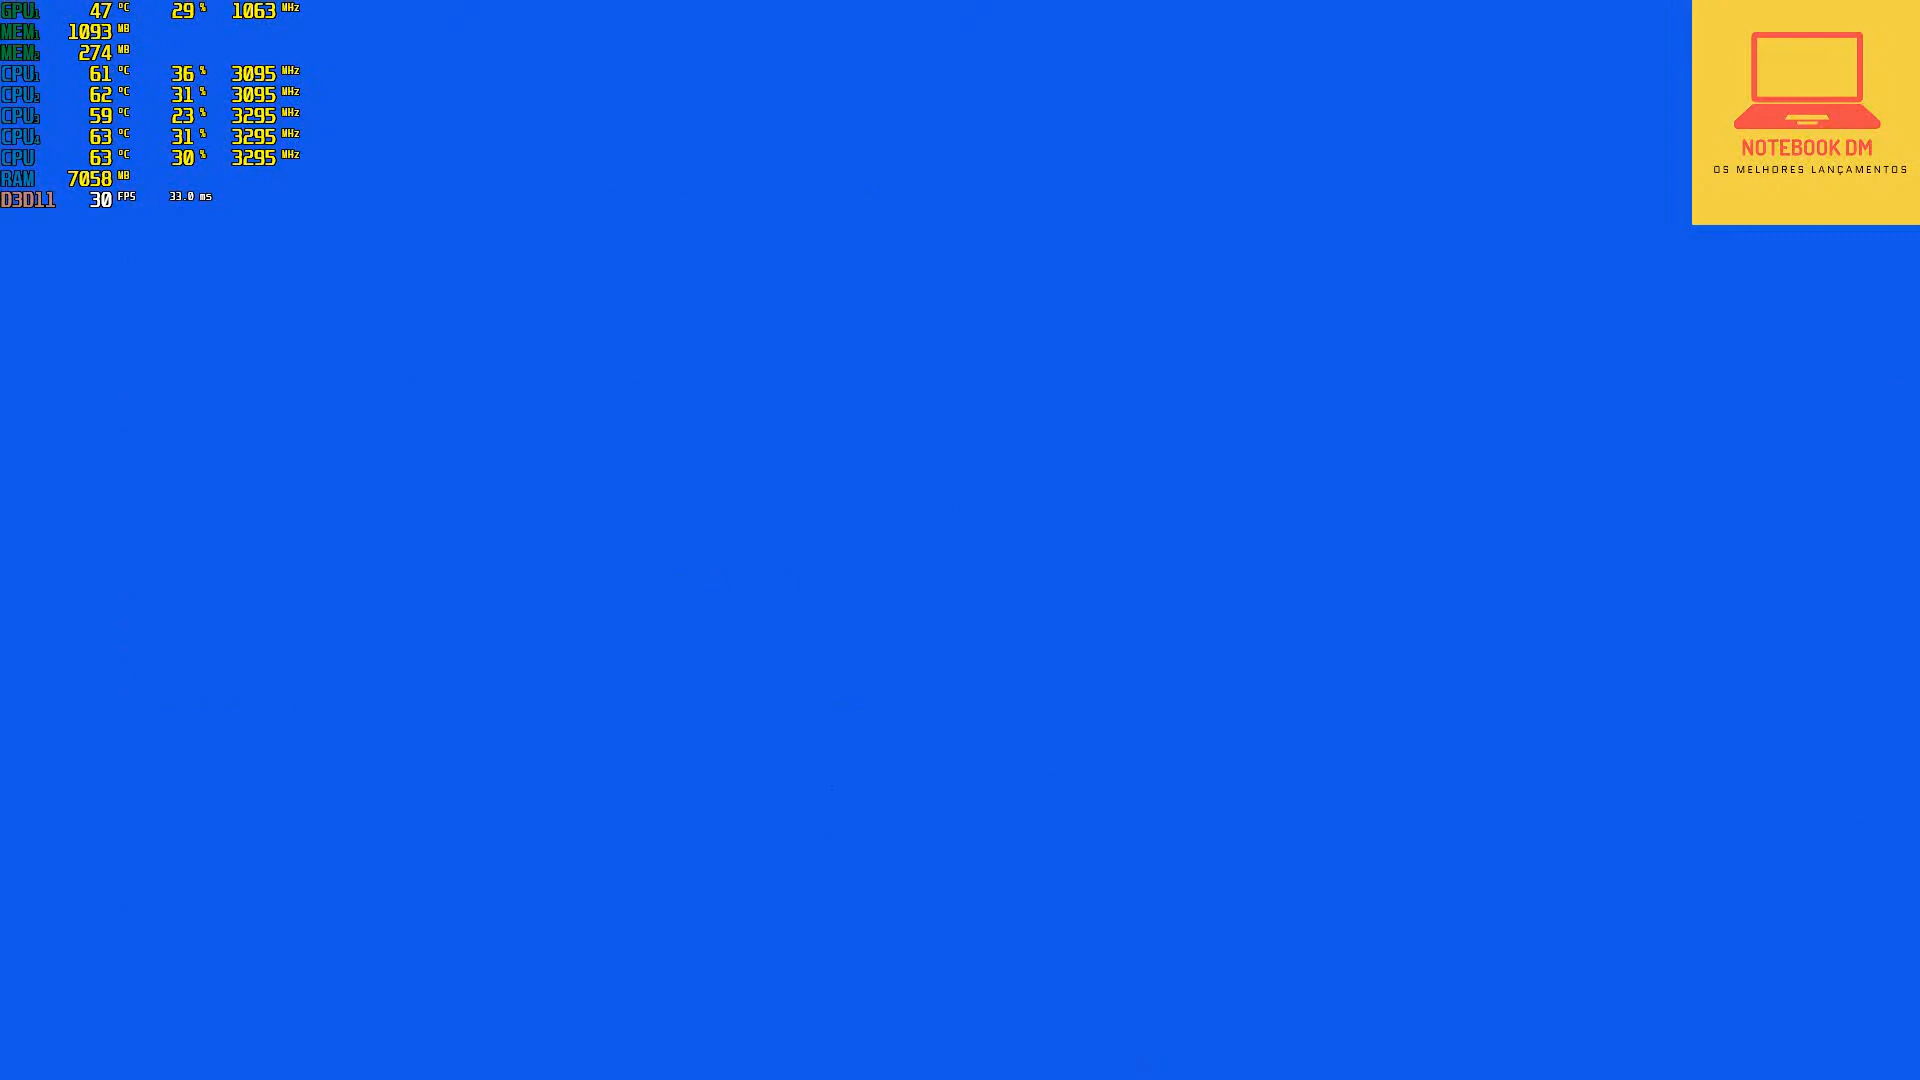 GPU1 47 °C 29 % 1063 MHz
MEM1 1093 MB
MEM2 274 MB
CPU1 61 °C 36 % 3095 MHz
CPU2 62 °C 31 % 3095 MHz
CPU3 59 °C 23 % 3295 MHz
CPU4 63 °C 31 % 3295 MHz
CPU 63 °C 30 % 3295 MHz
RAM 7058 MB
D3D11 30 FPS 33.0 ms
NOTEBOOK DM
OS MELHORES LANÇAMENTOS